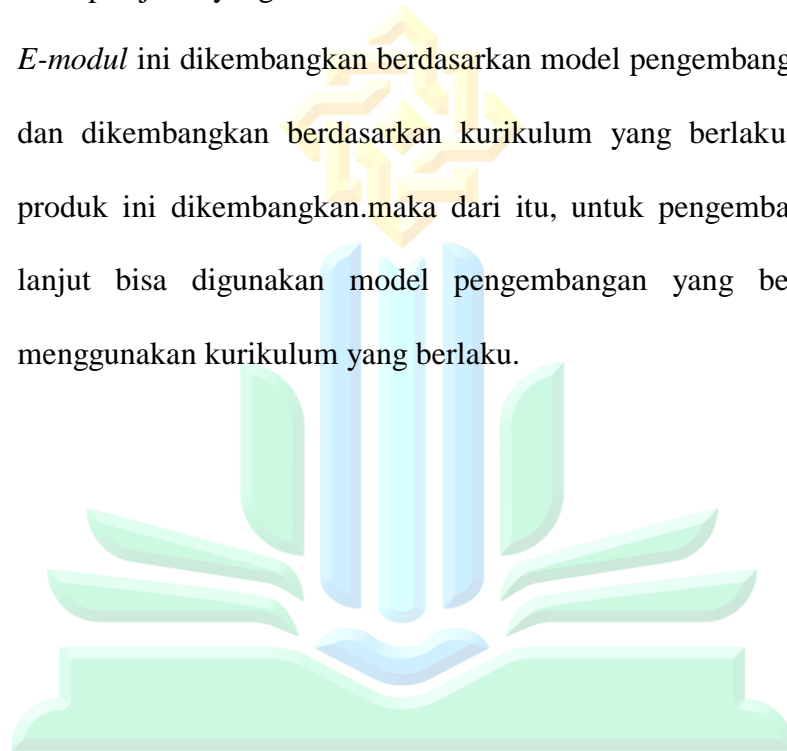 E-modul ini dikembangkan berdasarkan model pengembang
dan dikembangkan berdasarkan kurikulum yang berlaku
produk ini dikembangkan.maka dari itu, untuk pengemba
lanjut bisa digunakan model pengembangan yang be
menggunakan kurikulum yang berlaku.